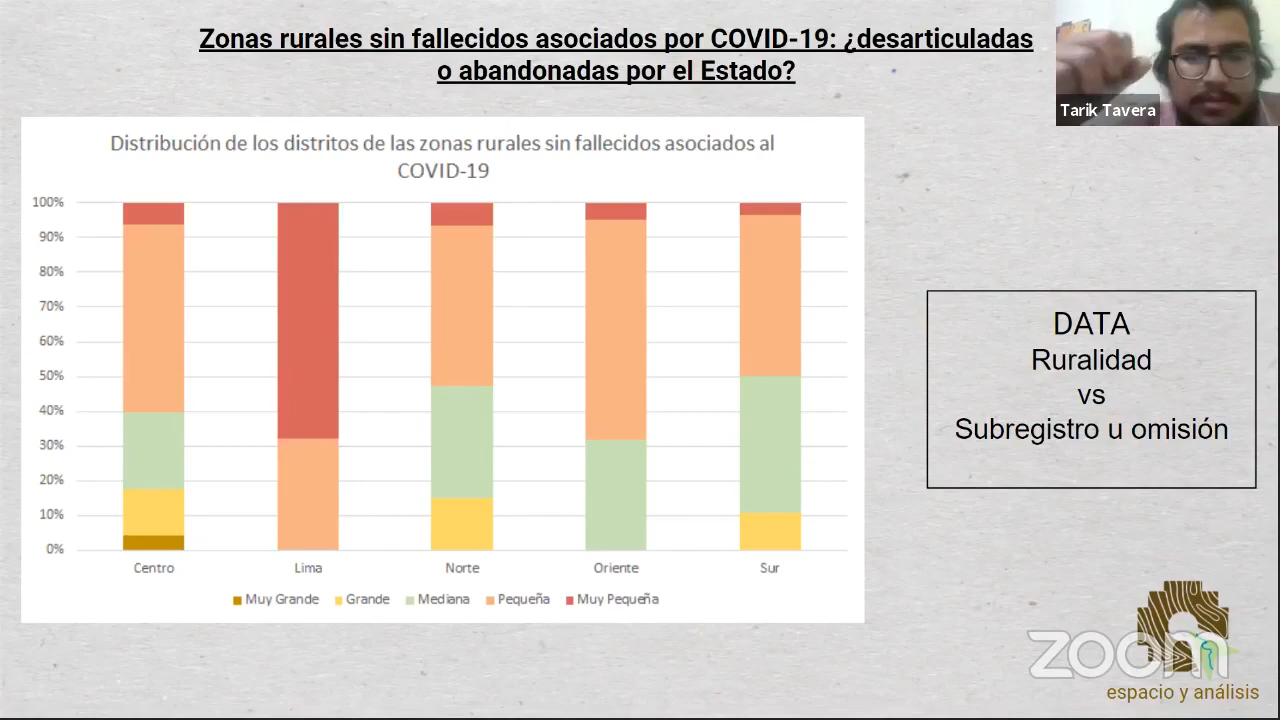 Zonas rurales sin fallecidos asociados por COVID-19: ¿desarticuladas
o abandonadas por el Estado?
Tarik Tavera
Distribución de los distritos de las zonas rurales sin fallecidos asociados al
COVID-19
100%
90%
80%
70%
60%
50%
40%
30%
20%
10%
0%
Centro
Lima
Norte
Oriente
Sur
Muy Grande
Grande
Mediana
Pequeña
Muy Pequeña
DATA
Ruralidad
vs
Subregistro u omisión
zoom
espacio y análisis